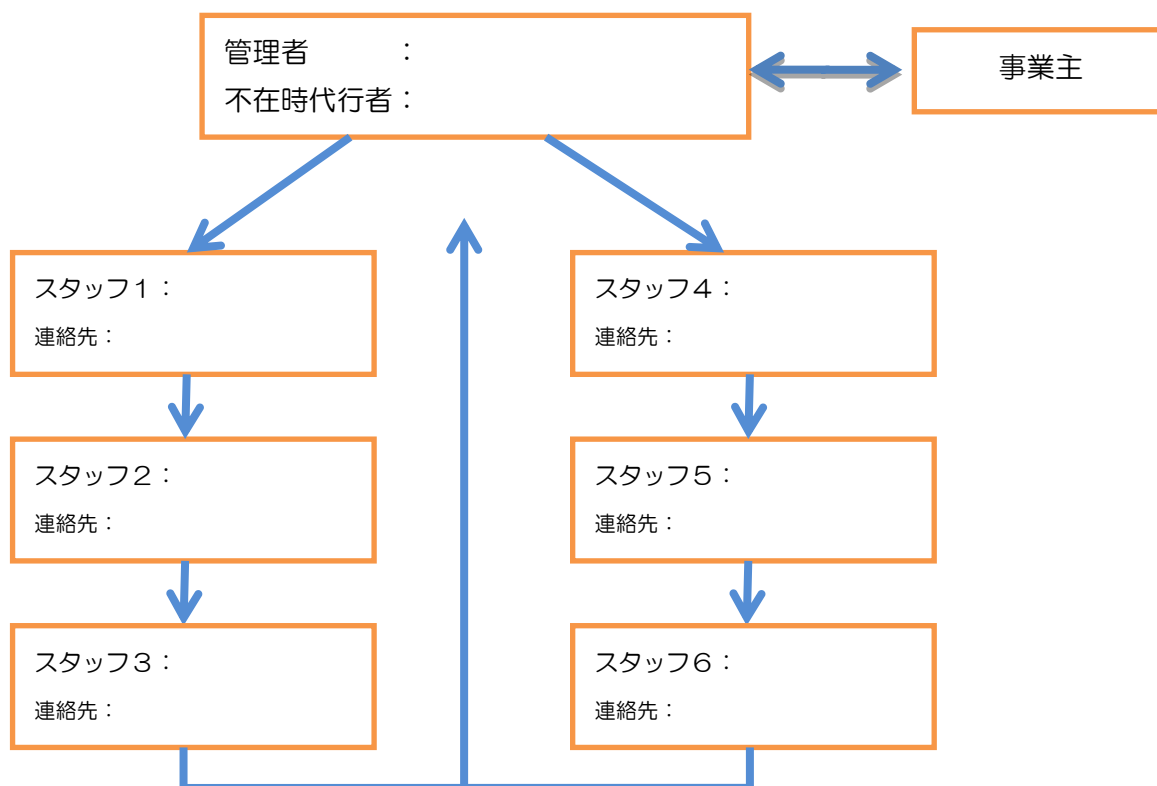 管理者　　　：
不在時代行者：
事業主
スタッフ１：
連絡先：
スタッフ２：
連絡先：
スタッフ３：
連絡先：
スタッフ４：
連絡先：
スタッフ５：
連絡先：
スタッフ６：
連絡先：